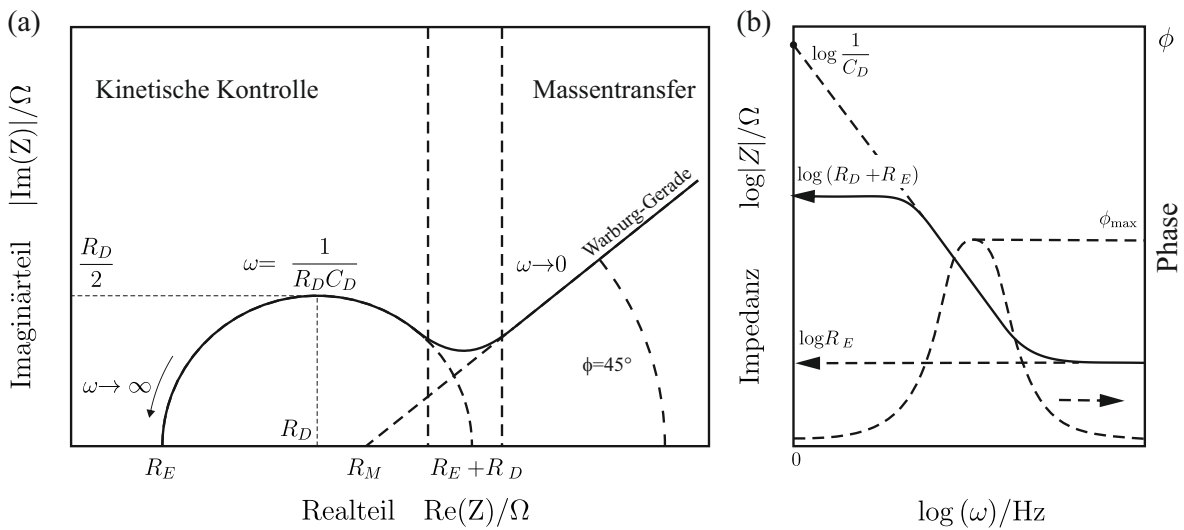 (a)
Kinetische Kontrolle
Massentransfer
Imaginärteil |Im(Z)|/Ω
R_D
2
ω= 1
R_D C_D
ω→0
Warburg-Gerade
ω→ ∞
ϕ=45°
R_D
R_E
R_M
R_E +R_D
Realteil Re(Z)/Ω
(b)
ϕ
log 1
C_D
Impedanz log|Z|/Ω
log (R_D +R_E)
ϕ_max
Phase
logR_E
0
log (ω)/Hz